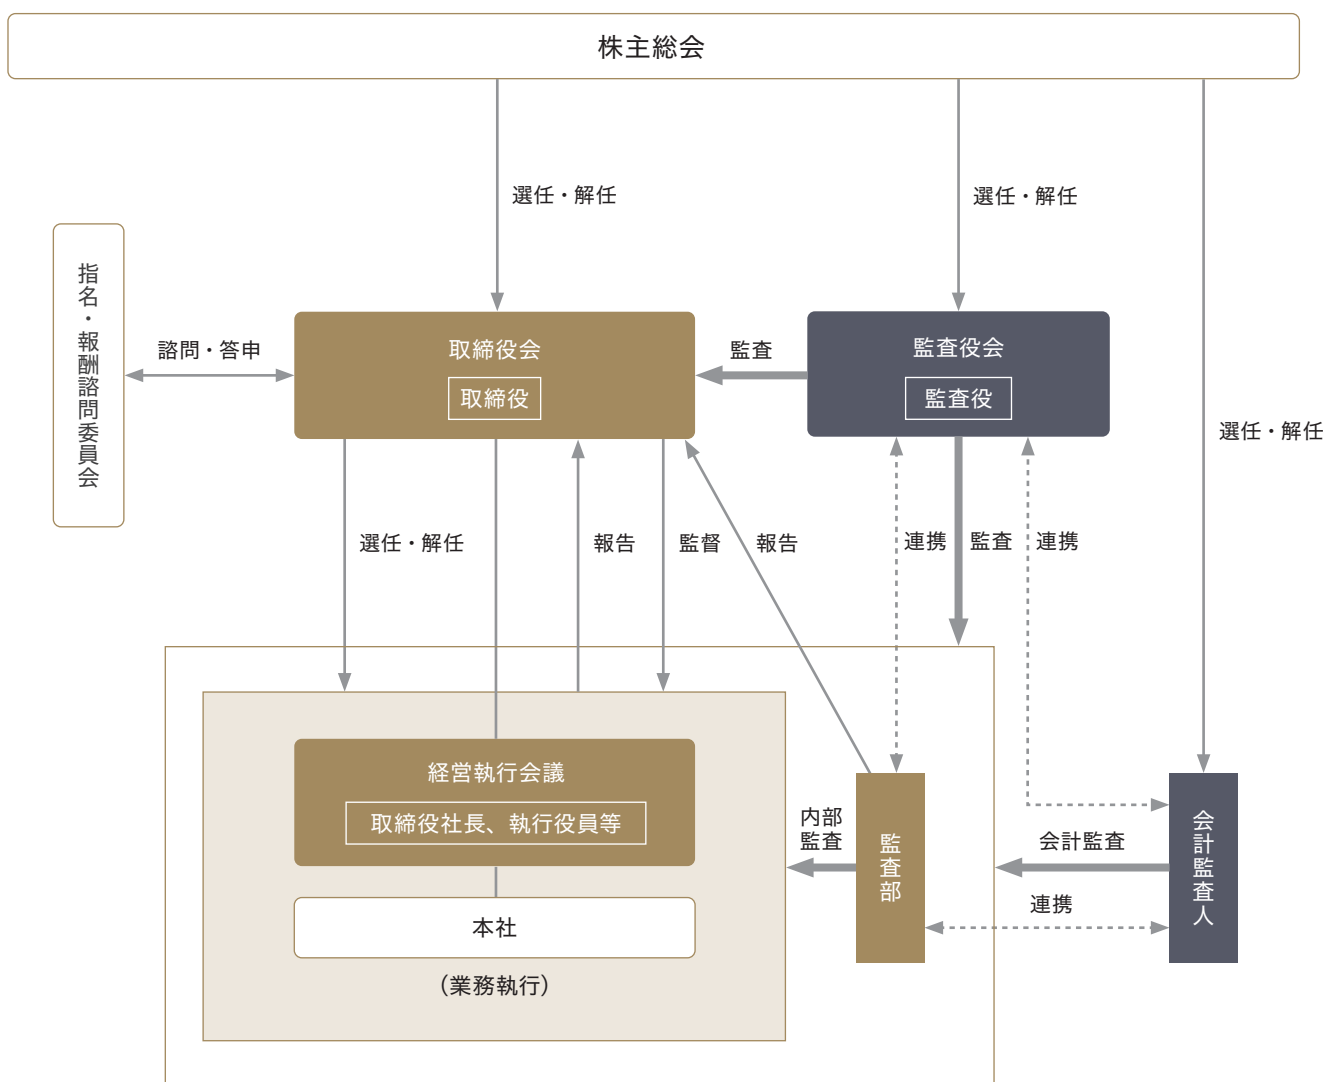 株主総会
選任・解任
選任・解任
指名・報酬諮問委員会
諮問・答申
取締役会
取締役
監査
監査役会
監査役
選任・解任
選任・解任
報告
監督
報告
連携
監査
連携
経営執行会議
取締役社長、執行役員等
本社
（業務執行）
内部
監査
監査部
会計監査
連携
会計監査人